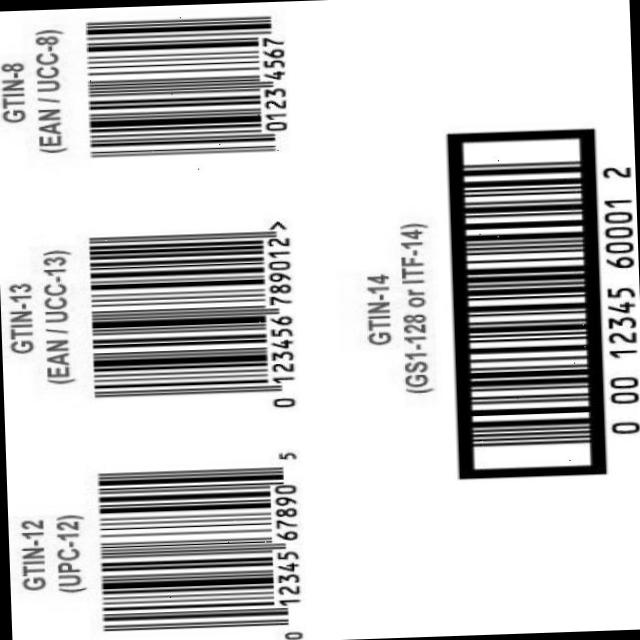 GTIN-12
(UPC-12)
0 12345 67890 5
GTIN-13
(EAN / UCC-13)
0 123456 789012 >
GTIN-8
(EAN / UCC-8)
0123 4567
GTIN-14
(GS1-128 or ITF-14)
0 00 12345 60001 2